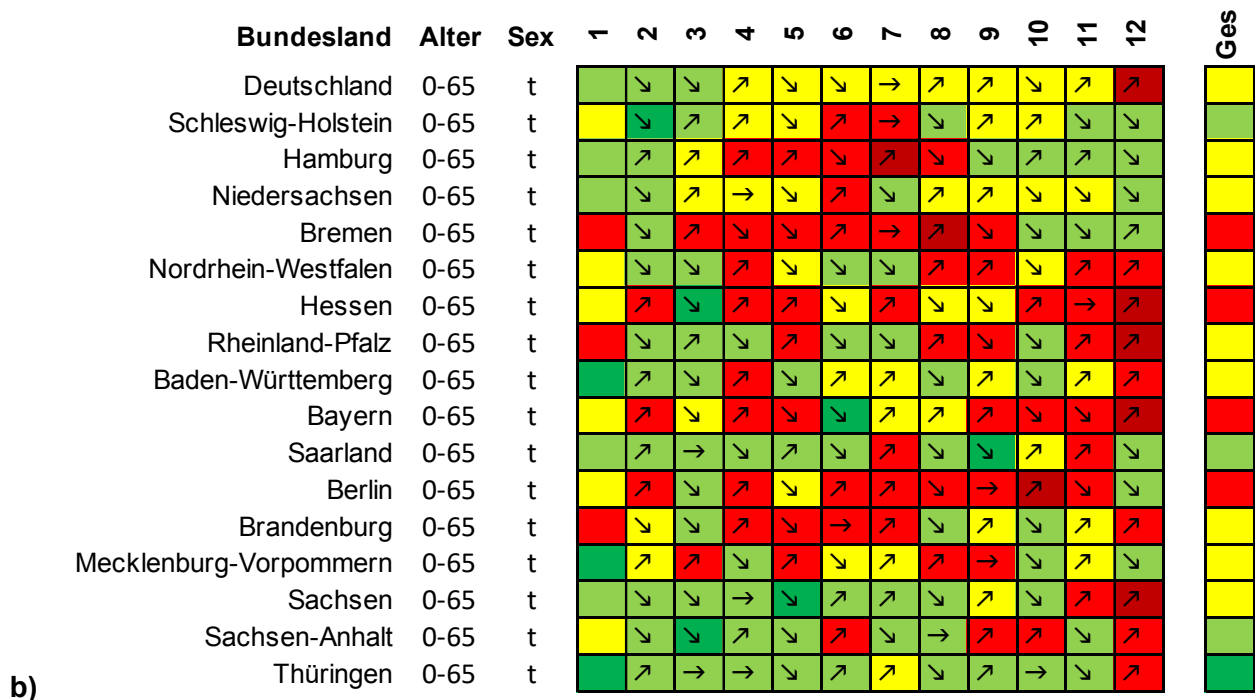 Bundesland Alter Sex 1 2 3 4 5 6 7 8 9 10 11 12 Ges
Deutschland 0-65 t ↘ ↘ ↗ ↘ ↘ → ↗ ↗ ↘ ↗ ↗
Schleswig-Holstein 0-65 t ↘ ↗ ↗ ↘ ↗ → ↘ ↗ ↗ ↘ ↘
Hamburg 0-65 t ↗ ↗ ↗ ↗ ↘ ↗ ↘ ↘ ↗ ↗ ↘
Niedersachsen 0-65 t ↘ ↗ → ↘ ↗ ↘ ↗ ↗ ↘ ↘ ↘
Bremen 0-65 t ↘ ↗ ↘ ↘ ↗ → ↗ ↘ ↘ ↘ ↗
Nordrhein-Westfalen 0-65 t ↘ ↘ ↗ ↘ ↘ ↘ ↗ ↗ ↘ ↗ ↗
Hessen 0-65 t ↗ ↘ ↗ ↗ ↘ ↗ ↘ ↘ ↗ → ↗
Rheinland-Pfalz 0-65 t ↘ ↗ ↘ ↗ ↘ ↘ ↗ ↘ ↘ ↗ ↗
Baden-Württemberg 0-65 t ↗ ↘ ↗ ↘ ↗ ↗ ↘ ↗ ↘ ↗ ↗
Bayern 0-65 t ↗ ↘ ↗ ↘ ↘ ↗ ↗ ↗ ↘ ↘ ↗
Saarland 0-65 t ↗ → ↘ ↗ ↘ ↗ ↘ ↘ ↗ ↗ ↘
Berlin 0-65 t ↗ ↘ ↗ ↘ ↗ ↗ ↘ → ↗ ↘ ↘
Brandenburg 0-65 t ↘ ↘ ↗ ↘ → ↗ ↘ ↗ ↘ ↗ ↗
Mecklenburg-Vorpommern 0-65 t ↗ ↗ ↘ ↗ ↘ ↗ ↗ → ↘ ↗ ↘
Sachsen 0-65 t ↘ ↘ → ↘ ↗ ↗ ↘ ↗ ↘ ↗ ↗
Sachsen-Anhalt 0-65 t ↘ ↘ ↗ ↘ ↗ ↘ → ↗ ↗ ↘ ↗
Thüringen 0-65 t ↗ → → ↘ ↗ ↗ ↘ ↗ → ↘ ↗
b)